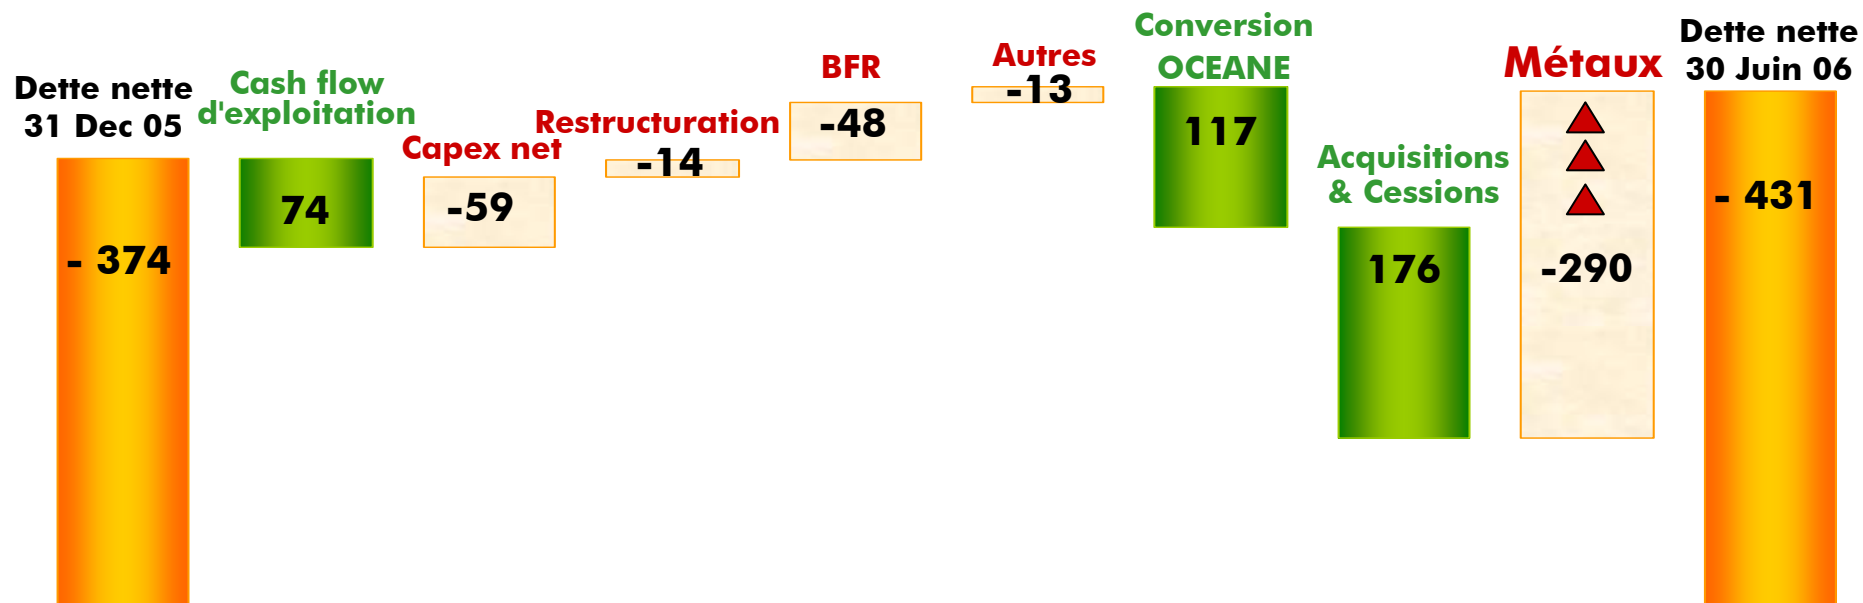 Dette nette
31 Dec 05
- 374
Cash flow
d'exploitation
74
Capex net
-59
Restructuration
-14
BFR
-48
Autres
-13
Conversion
OCEANE
117
Acquisitions
& Cessions
176
Métaux
-290
Dette nette
30 Juin 06
- 431